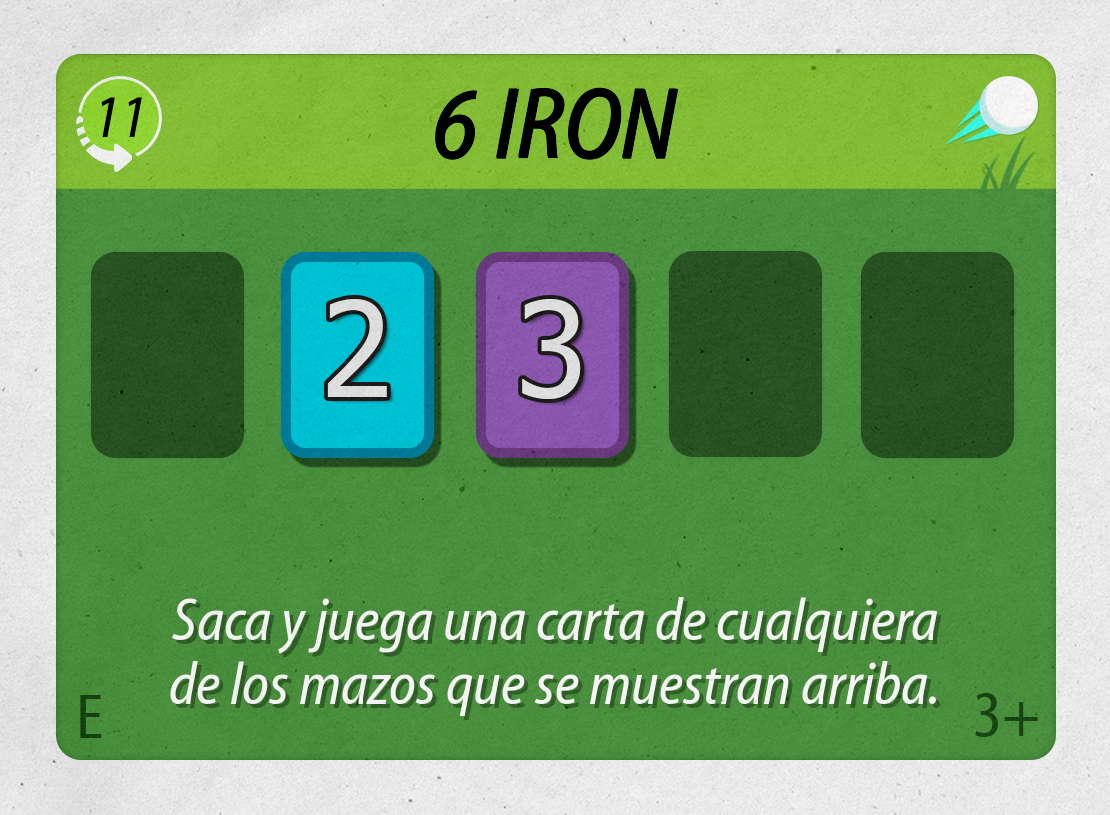 11
6 IRON
2
3
Saca y juega una carta de cualquiera
de los mazos que se muestran arriba.
E
3+